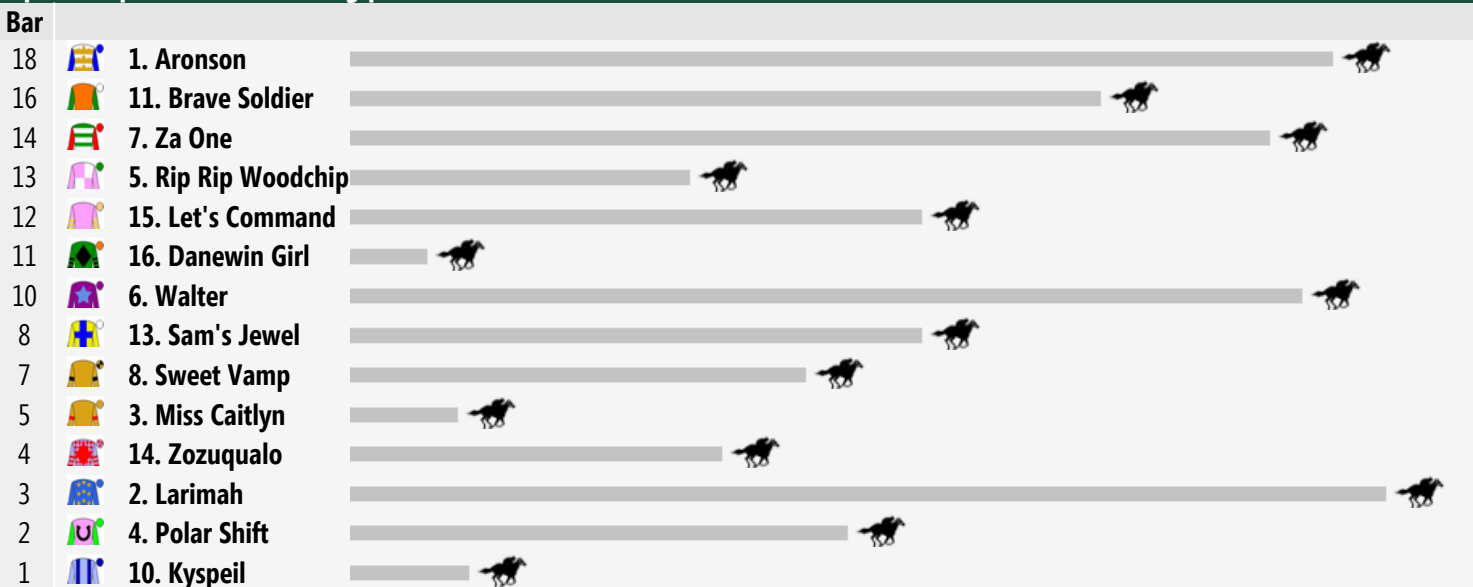 Bar
18 1. Aronson
16 11. Brave Soldier
14 7. Za One
13 5. Rip Rip Woodchip
12 15. Let's Command
11 16. Danewin Girl
10 6. Walter
8 13. Sam's Jewel
7 8. Sweet Vamp
5 3. Miss Caitlyn
4 14. Zozuqualo
3 2. Larimah
2 4. Polar Shift
1 10. Kyspeil